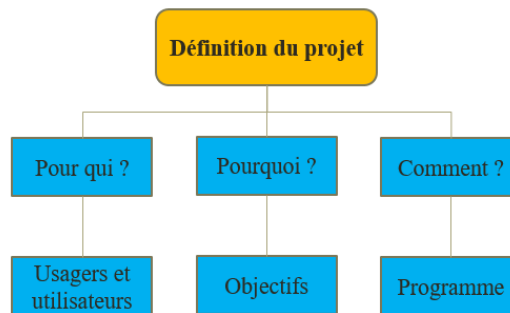 Définition du projet
Pour qui ?
Pourquoi ?
Comment ?
Usagers et
utilisateurs
Objectifs
Programme